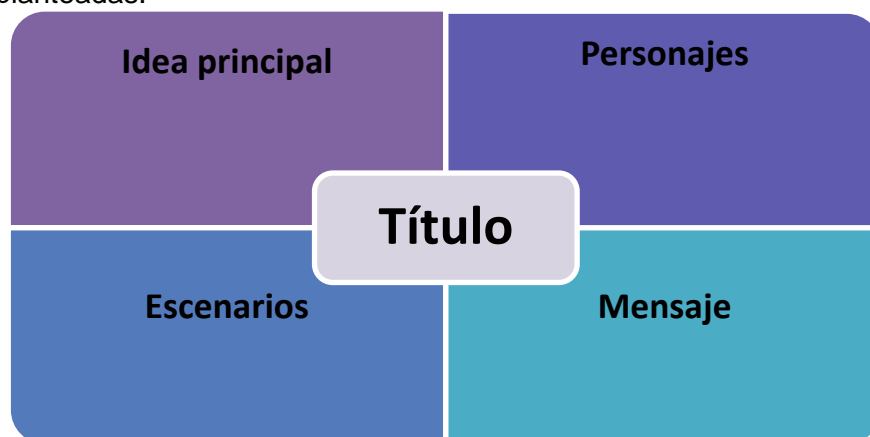 Idea principal
Personajes
Título
Escenarios
Mensaje